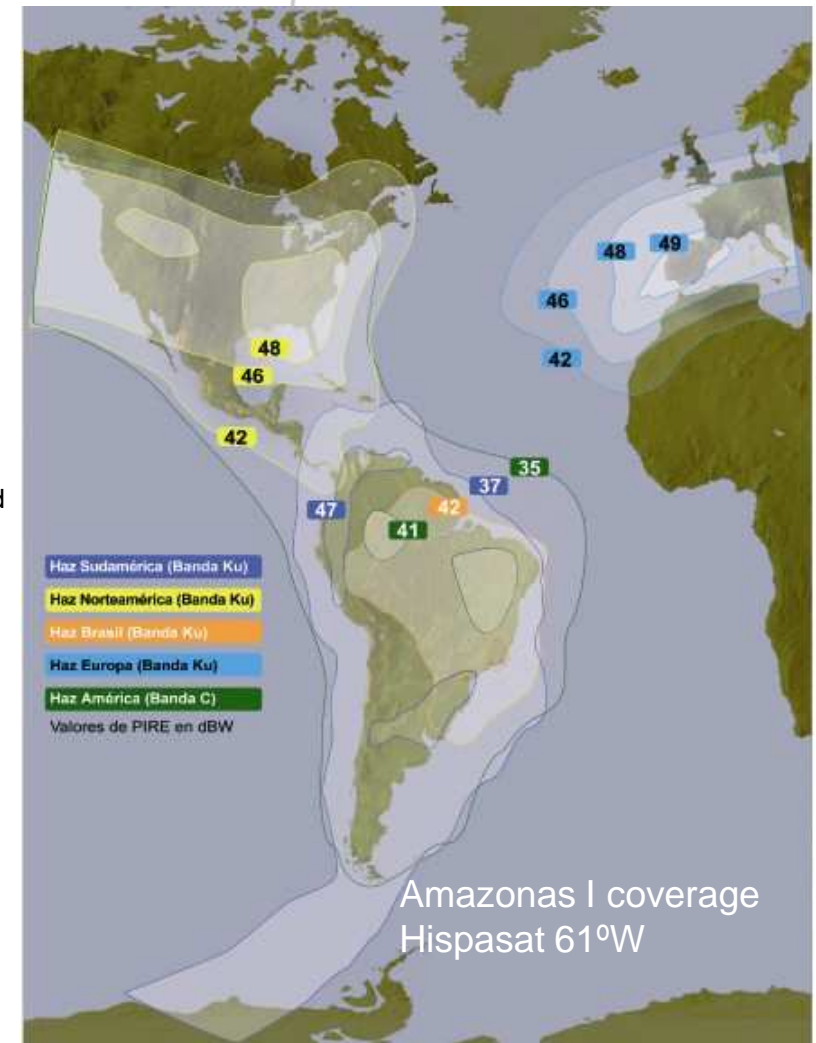 49
48
46
42
48
46
42
35
37
47
42
41
d
Haz Sudamérica (Banda Ku)
Haz Norteamérica (Banda Ku)
Haz Brasil (Banda Ku)
Haz Europa (Banda Ku)
Haz América (Banda C)
Valores de PIRE en dBW
Amazonas I coverage
Hispasat 61ºW